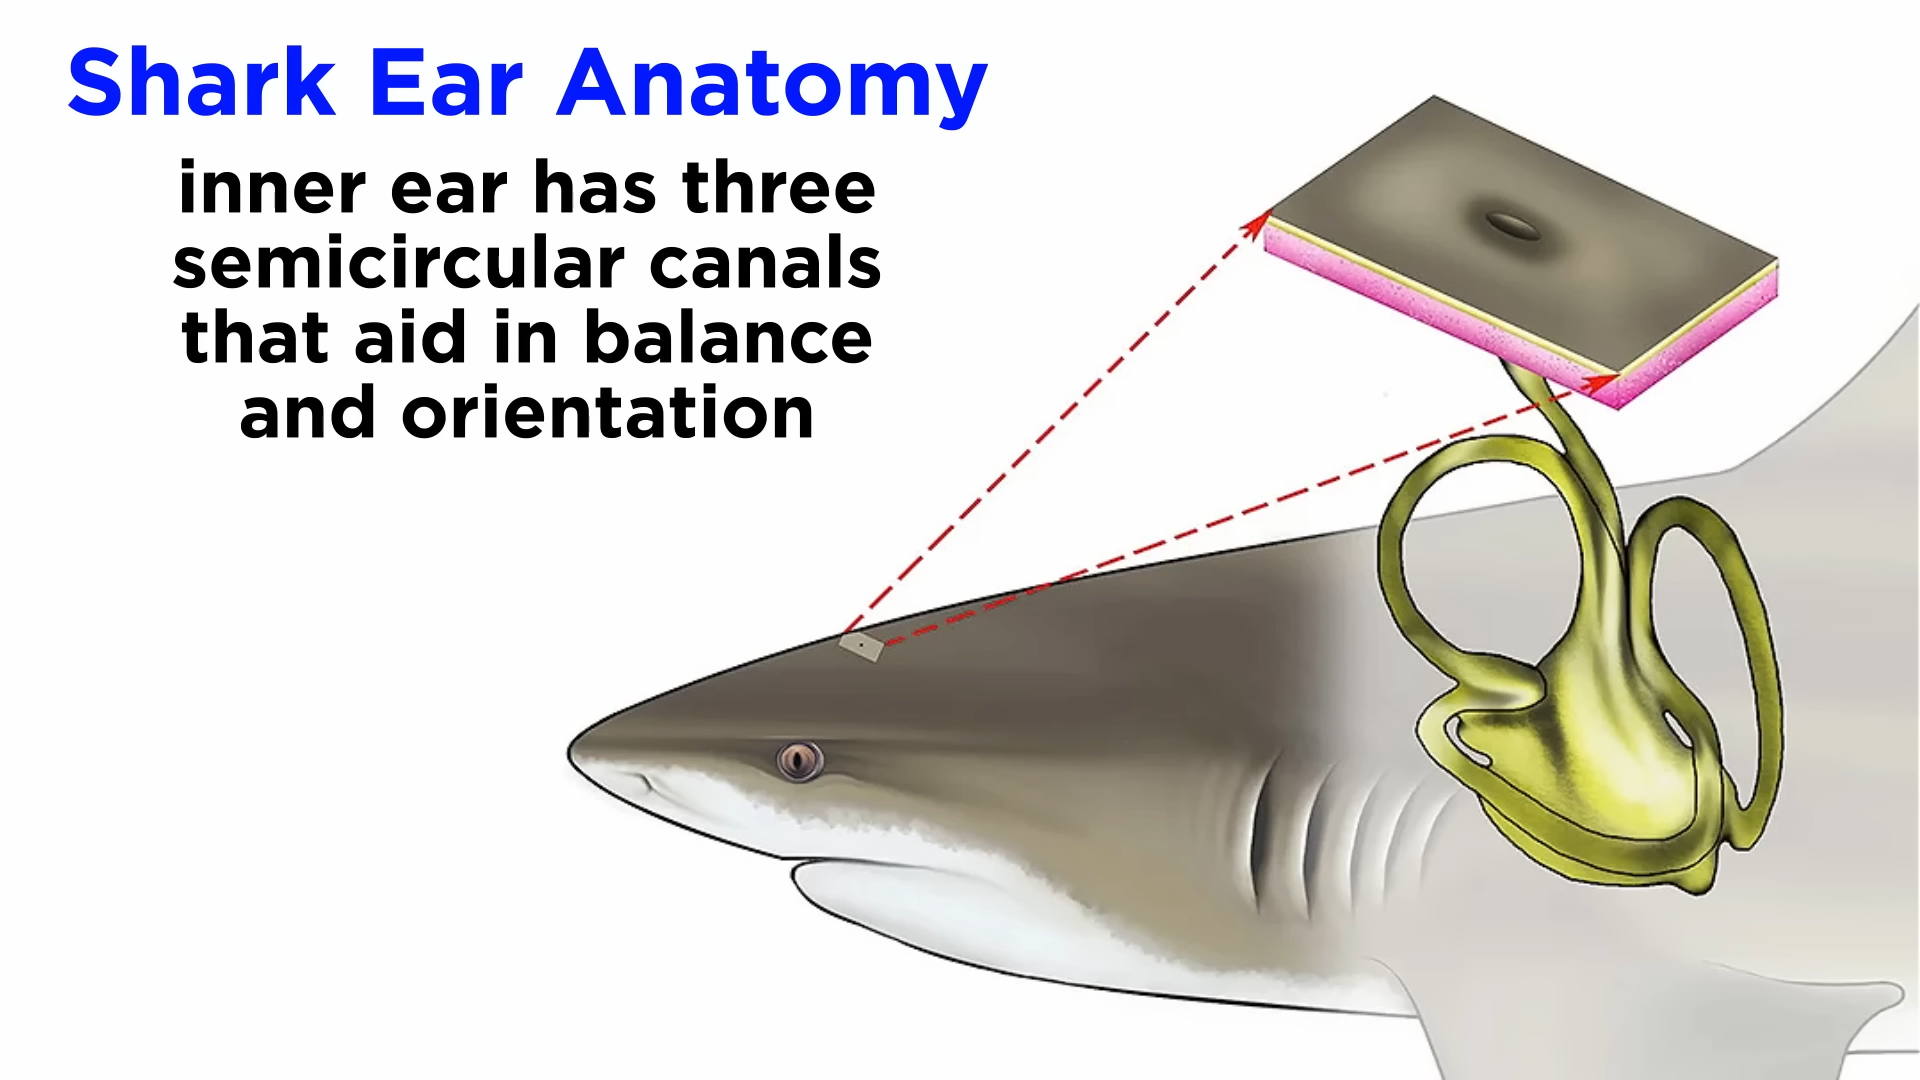 Shark Ear Anatomy
inner ear has three
semicircular canals
that aid in balance
and orientation